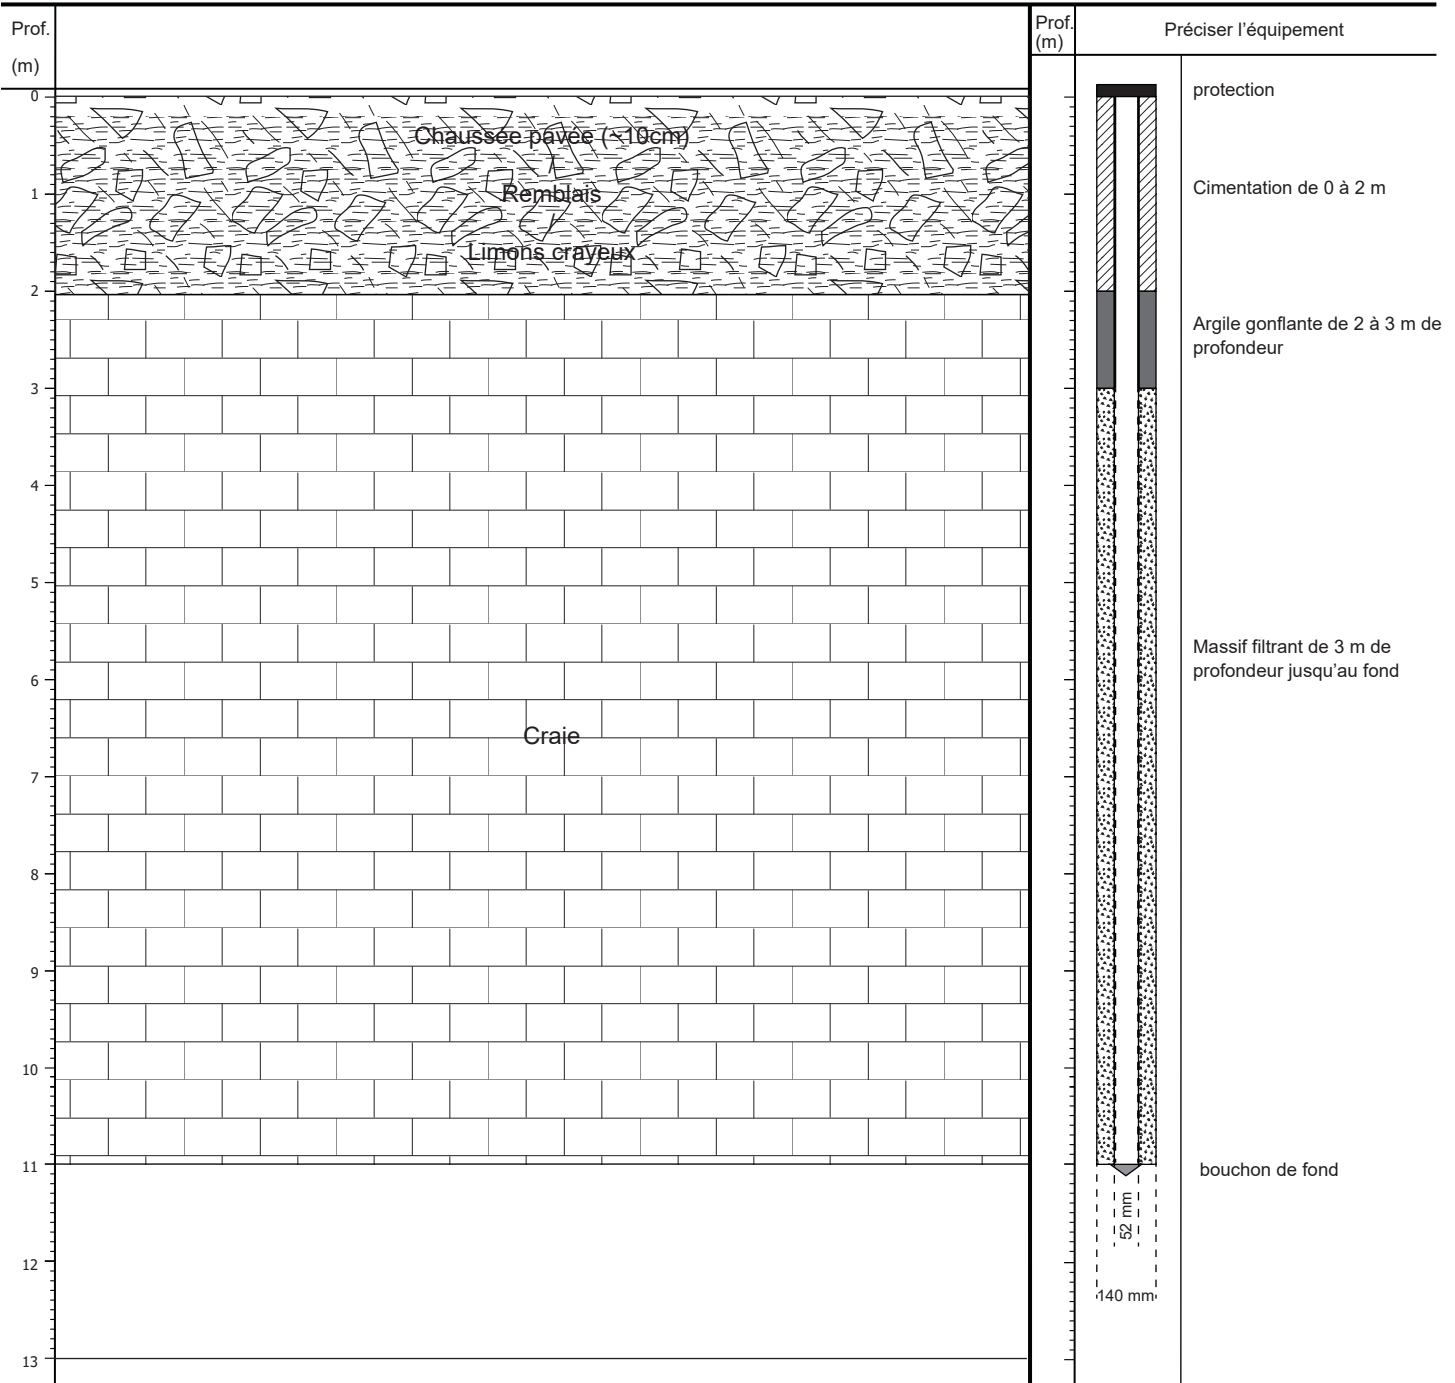 Prof.
(m)
0
1
2
3
4
5
6
7
8
9
10
11
12
13
Chaussée pavée (~10cm)
/
Remblais
/
Limons crayeux
Craie
Prof.
(m)
Préciser l’équipement
protection
Cimentation de 0 à 2 m
Argile gonflante de 2 à 3 m de
profondeur
Massif filtrant de 3 m de
profondeur jusqu’au fond
bouchon de fond
52 mm
140 mm